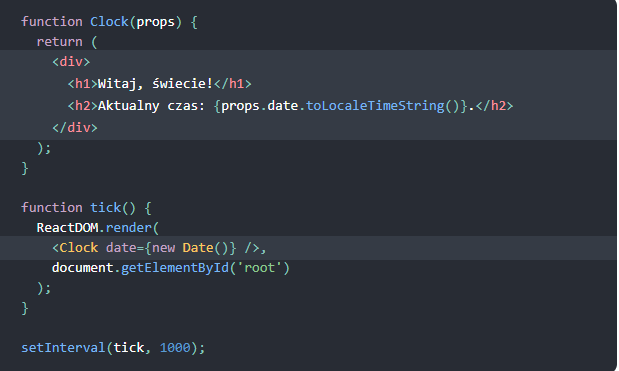 function Clock(props) {
return (
<div>
<h1>Witaj, świecie!</h1>
<h2>Aktualny czas: {props.date.toLocaleTimeString()}.</h2>
</div>
);
}
function tick() {
ReactDOM.render(
<Clock date={new Date()} />,
document.getElementById('root')
);
}
setInterval(tick, 1000);